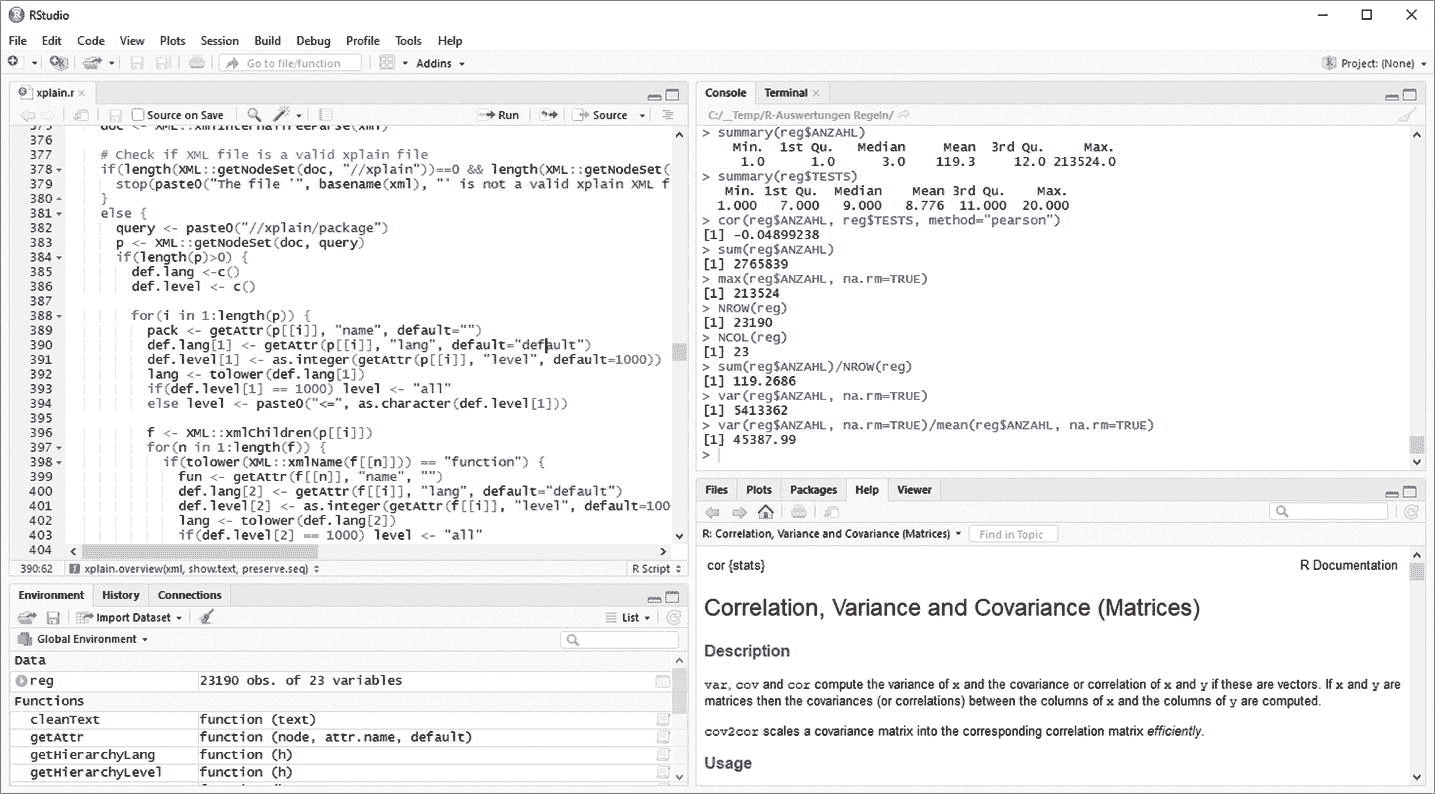 RStudio
File Edit Code View Plots Session Build Debug Profile Tools Help
Go to file/function Addins Project: (None)
xplain.r
Source on Save Run Source
375 doc <- XML::xmlInternalTreeParse(xml)
376
377 # Check if XML file is a valid xplain file
378 if(length(XML::getNodeSet(doc, "//xplain"))==0 && length(XML::getNodeSet(
379 stop(paste0("The file '", basename(xml), "' is not a valid xplain XML f
380 }
381 else {
382 query <- paste0("//xplain/package")
383 p <- XML::getNodeSet(doc, query)
384 if(length(p)>0) {
385 def.lang <-c()
386 def.level <- c()
387
388 for(i in 1:length(p)) {
389 pack <- getAttr(p[[i]], "name", default="")
390 def.lang[1] <- getAttr(p[[i]], "lang", default="default")
391 def.level[1] <- as.integer(getAttr(p[[i]], "level", default=1000))
392 lang <- tolower(def.lang[1])
393 if(def.level[1] == 1000) level <- "all"
394 else level <- paste0("<=", as.character(def.level[1]))
395
396 f <- XML::xmlChildren(p[[i]])
397 for(n in 1:length(f)) {
398 if(tolower(XML::xmlName(f[[n]])) == "function") {
399 fun <- getAttr(f[[n]], "name", "")
400 def.lang[2] <- getAttr(f[[i]], "lang", default="default")
401 def.level[2] <- as.integer(getAttr(f[[i]], "level", default=100
402 lang <- tolower(def.lang[2])
403 if(def.level[2] == 1000) level <- "all"
404
390:62 xplain.overview(xml, show.text, preserve.seq) R Script
Environment History Connections
Import Dataset List
Global Environment
Data
reg 23190 obs. of 23 variables
Functions
cleanText function (text)
getAttr function (node, attr.name, default)
getHierarchyLang function (h)
getHierarchyLevel function (h)
Console Terminal
C:/__Temp/R-Auswertungen Regeln/
> summary(reg$ANZAHL)
Min. 1st Qu. Median Mean 3rd Qu. Max.
1.0 1.0 3.0 119.3 12.0 213524.0
> summary(reg$TESTS)
Min. 1st Qu. Median Mean 3rd Qu. Max.
1.000 7.000 9.000 8.776 11.000 20.000
> cor(reg$ANZAHL, reg$TESTS, method="pearson")
[1] -0.04899238
> sum(reg$ANZAHL)
[1] 2765839
> max(reg$ANZAHL, na.rm=TRUE)
[1] 213524
> NROW(reg)
[1] 23190
> NCOL(reg)
[1] 23
> sum(reg$ANZAHL)/NROW(reg)
[1] 119.2686
> var(reg$ANZAHL, na.rm=TRUE)
[1] 5413362
> var(reg$ANZAHL, na.rm=TRUE)/mean(reg$ANZAHL, na.rm=TRUE)
[1] 45387.99
>
Files Plots Packages Help Viewer
R: Correlation, Variance and Covariance (Matrices) Find in Topic
cor {stats} R Documentation
Correlation, Variance and Covariance (Matrices)
Description
var, cov and cor compute the variance of x and the covariance or correlation of x and y if these are vectors. If x and y are
matrices then the covariances (or correlations) between the columns of x and the columns of y are computed.
cov2cor scales a covariance matrix into the corresponding correlation matrix efficiently.
Usage